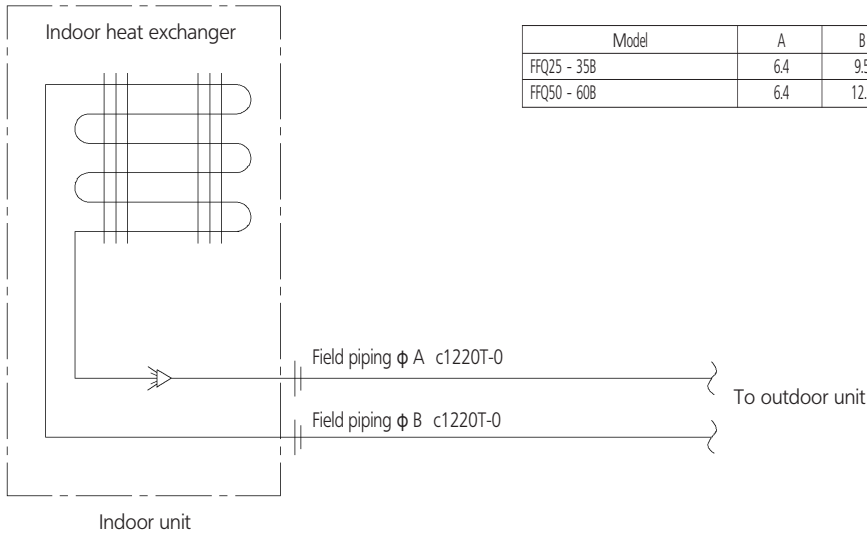 Indoor heat exchanger
Model A B
FFQ25 - 35B 6.4 9.5
FFQ50 - 60B 6.4 12.
Field piping ϕ A c1220T-0
To outdoor unit
Field piping ϕ B c1220T-0
Indoor unit